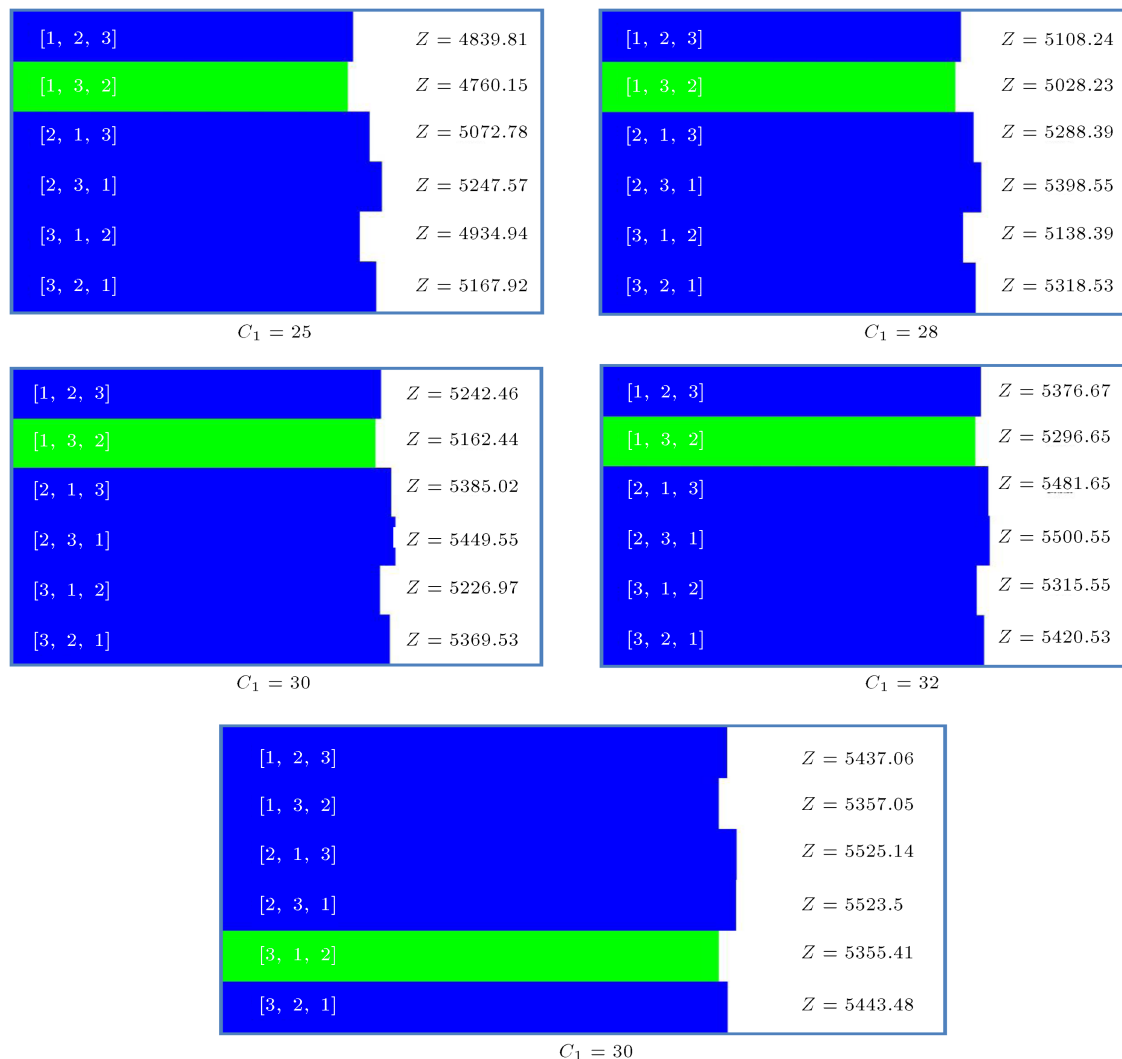 [1, 2, 3] Z = 4839.81
[1, 3, 2] Z = 4760.15
[2, 1, 3] Z = 5072.78
[2, 3, 1] Z = 5247.57
[3, 1, 2] Z = 4934.94
[3, 2, 1] Z = 5167.92
C₁ = 25
[1, 2, 3] Z = 5108.24
[1, 3, 2] Z = 5028.23
[2, 1, 3] Z = 5288.39
[2, 3, 1] Z = 5398.55
[3, 1, 2] Z = 5138.39
[3, 2, 1] Z = 5318.53
C₁ = 28
[1, 2, 3] Z = 5242.46
[1, 3, 2] Z = 5162.44
[2, 1, 3] Z = 5385.02
[2, 3, 1] Z = 5449.55
[3, 1, 2] Z = 5226.97
[3, 2, 1] Z = 5369.53
C₁ = 30
[1, 2, 3] Z = 5376.67
[1, 3, 2] Z = 5296.65
[2, 1, 3] Z = 5481.65
[2, 3, 1] Z = 5500.55
[3, 1, 2] Z = 5315.55
[3, 2, 1] Z = 5420.53
C₁ = 32
[1, 2, 3] Z = 5437.06
[1, 3, 2] Z = 5357.05
[2, 1, 3] Z = 5525.14
[2, 3, 1] Z = 5523.5
[3, 1, 2] Z = 5355.41
[3, 2, 1] Z = 5443.48
C₁ = 30